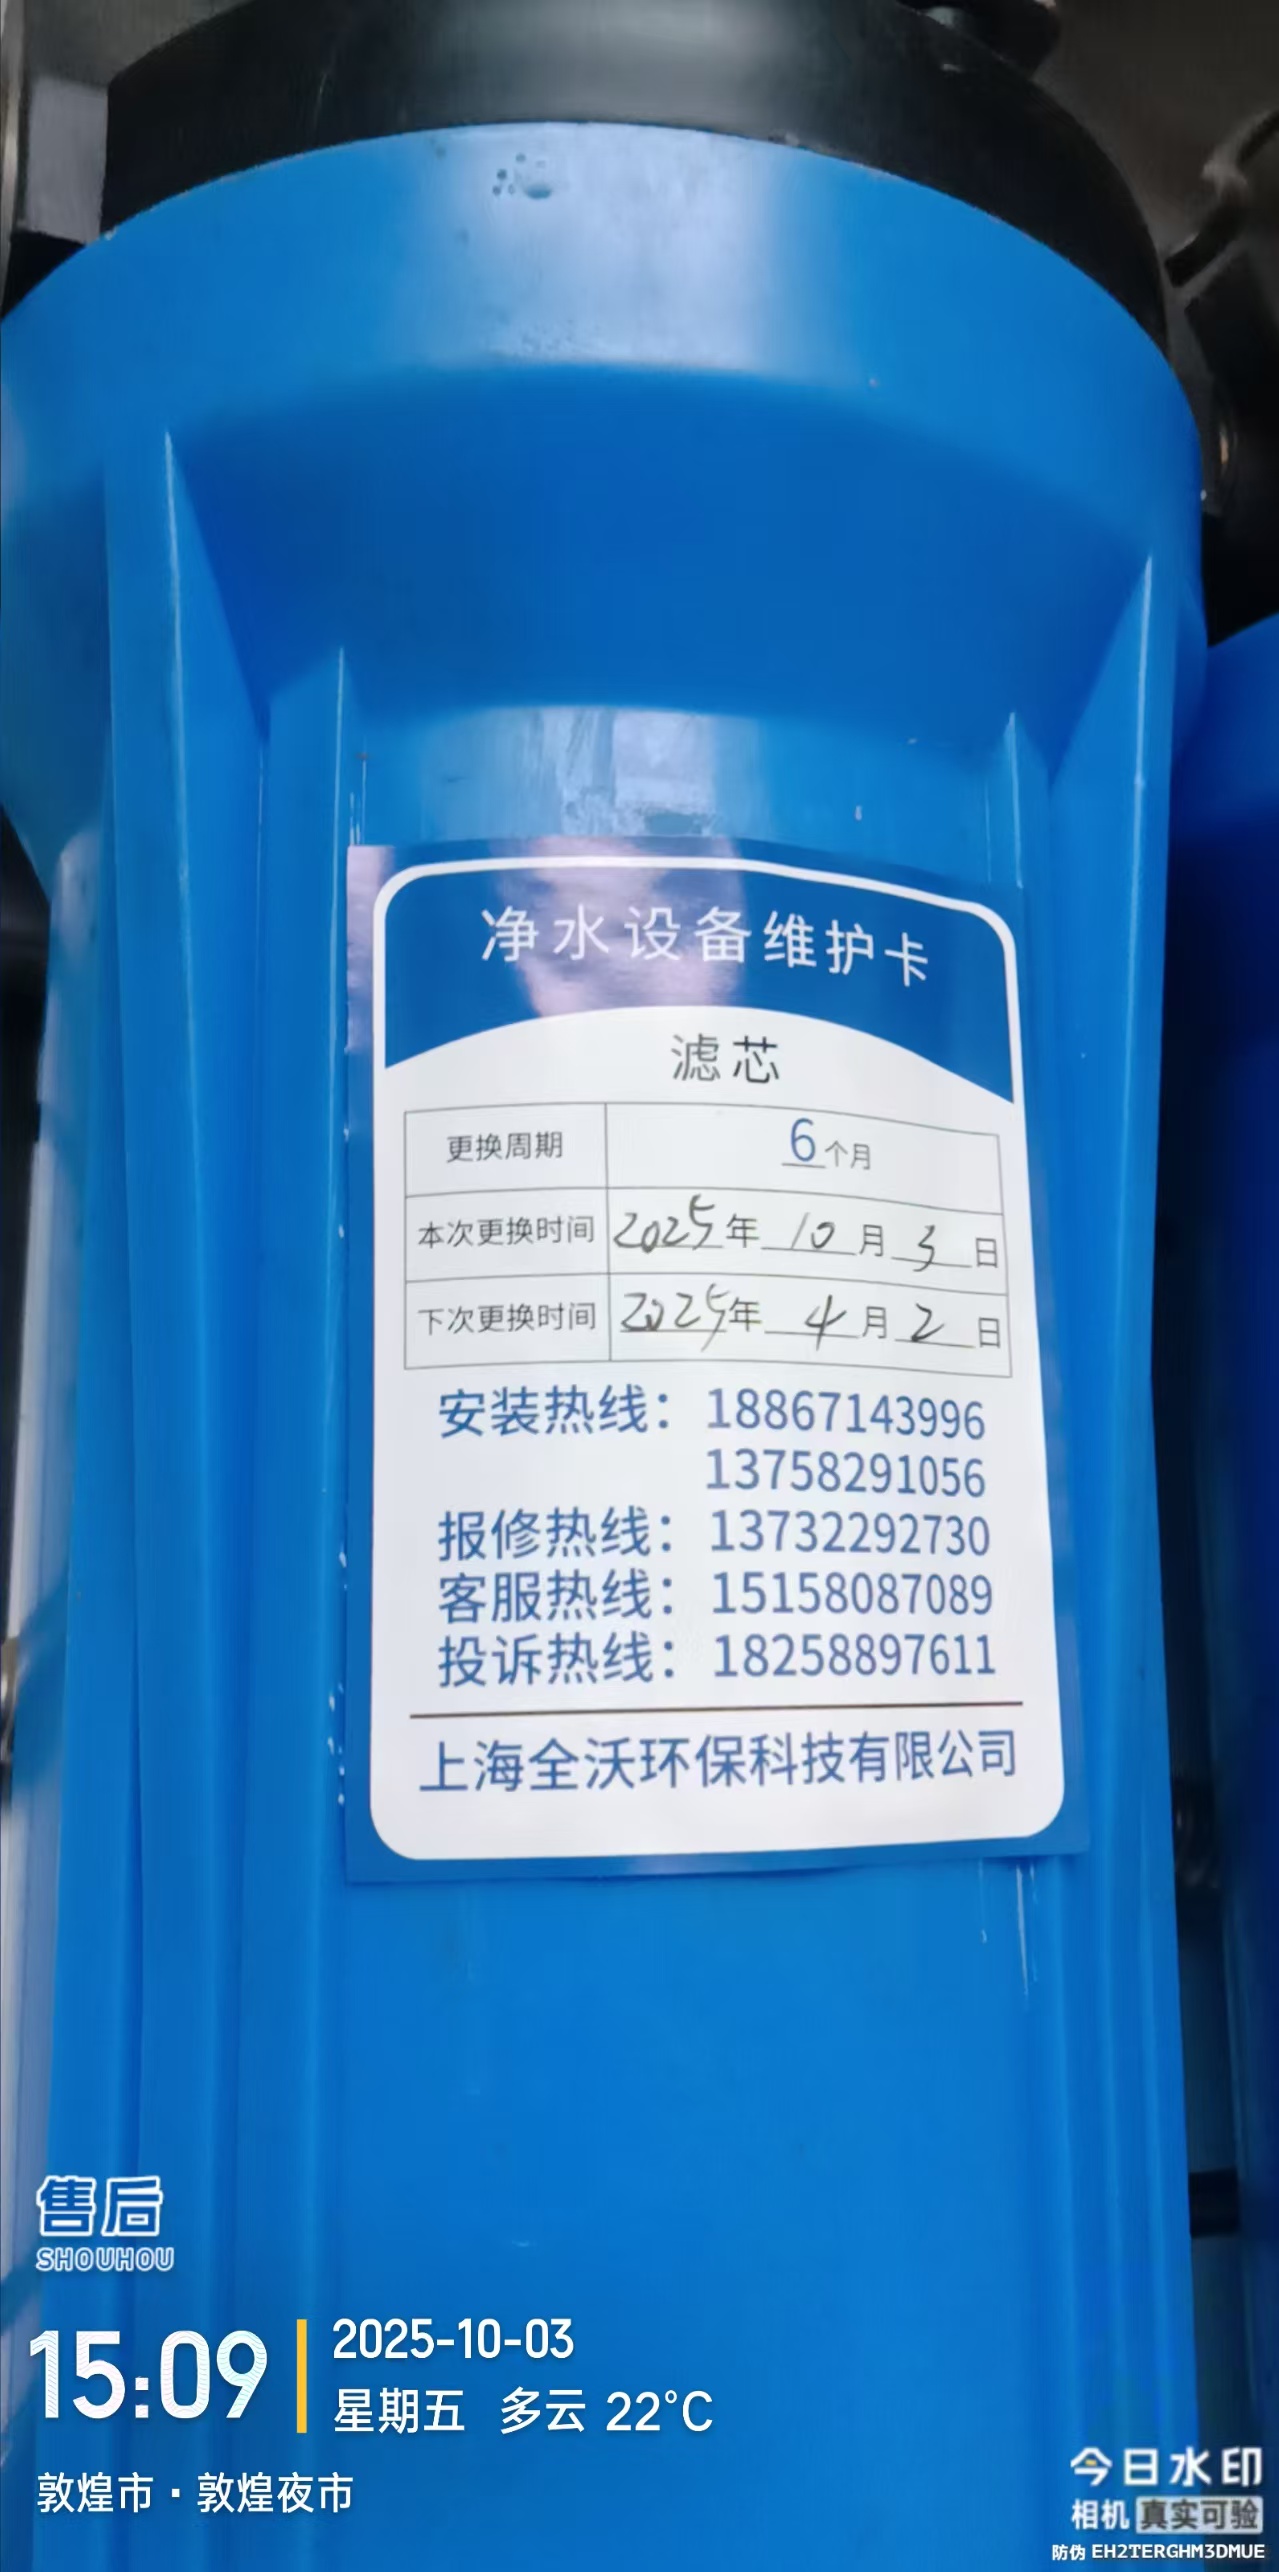 净水设备维护卡
滤芯
更换周期 6个月
本次更换时间 2025年10月3日
下次更换时间 2025年4月2日
安装热线：18867143996
13758291056
报修热线：13732292730
客服热线：15158087089
投诉热线：18258897611
上海全沃环保科技有限公司
售后
SHOUHOU
15:09
2025-10-03
星期五 多云 22°C
敦煌市·敦煌夜市
今日水印
相机 真实可验
防伪 EH2TERGHM3DMUE